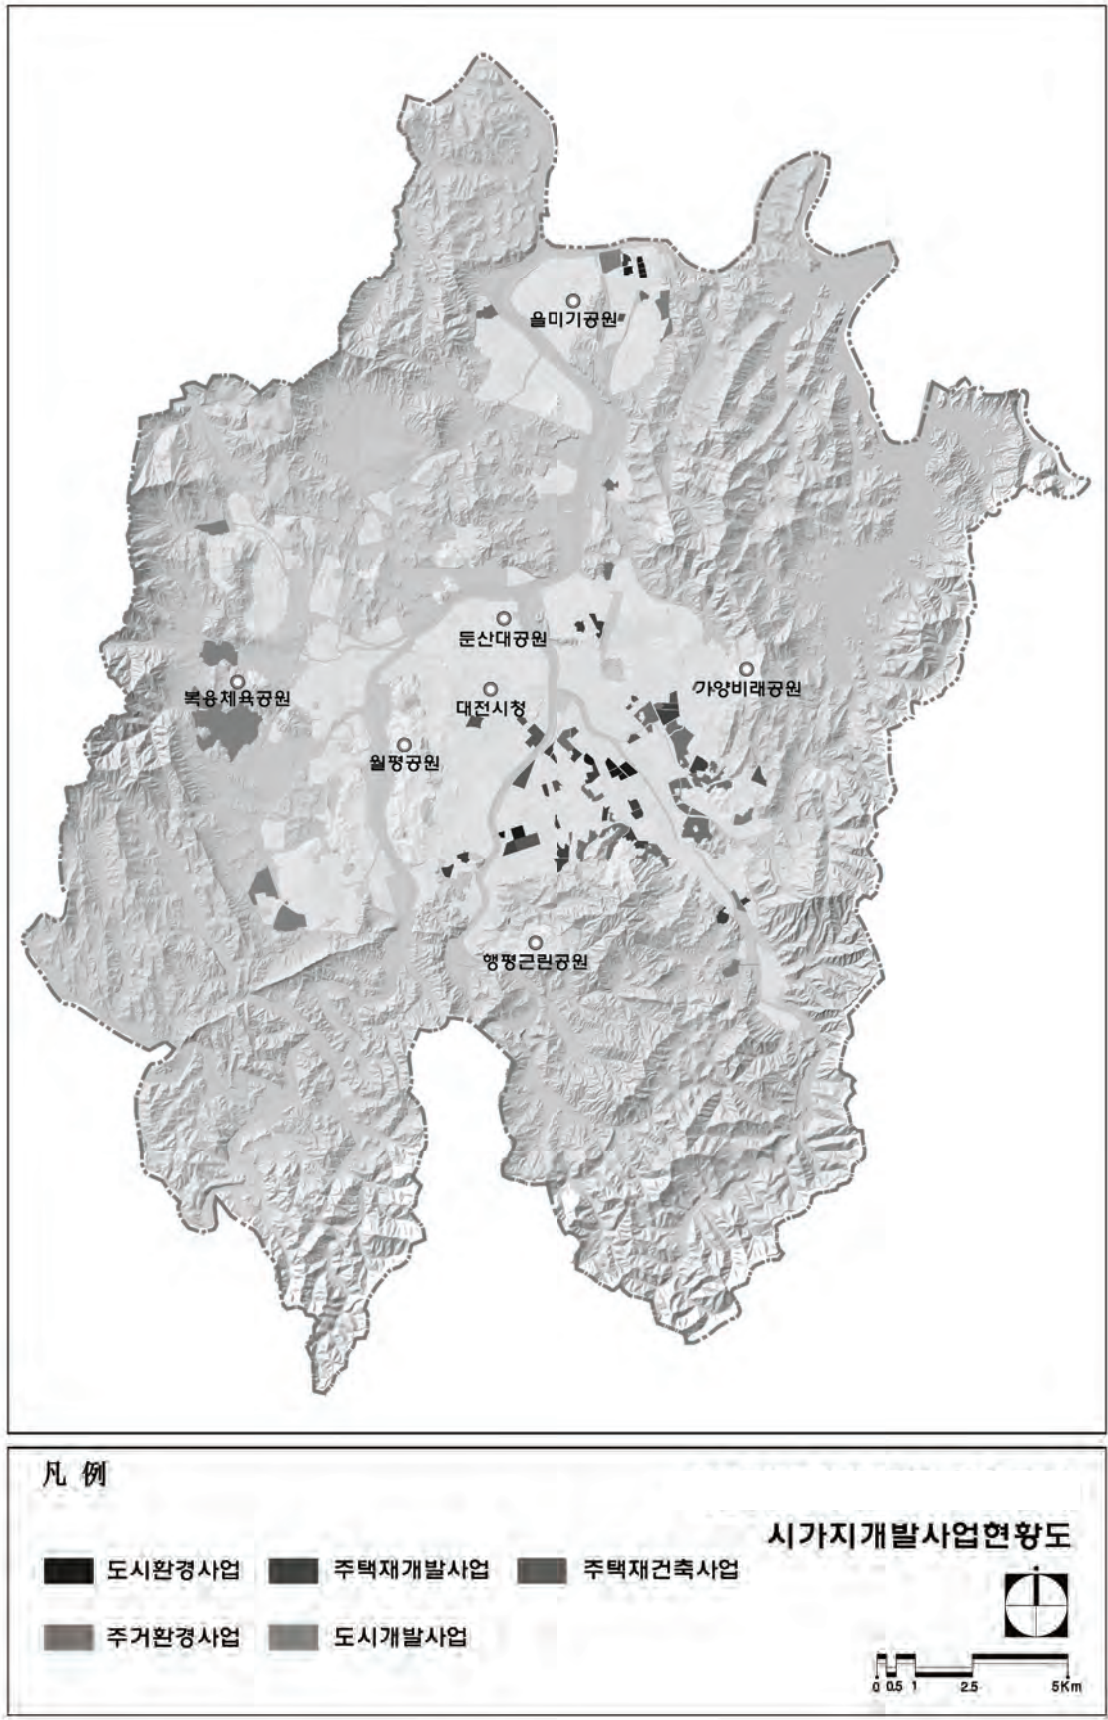 을미기공원
둔산대공원
복용체육공원
가양비래공원
대전시청
월평공원
행평근린공원
凡 例
시가지개발사업현황도
도시환경사업
주택재개발사업
주택재건축사업
주거환경사업
도시개발사업
0 0.5 1 2.5 5Km